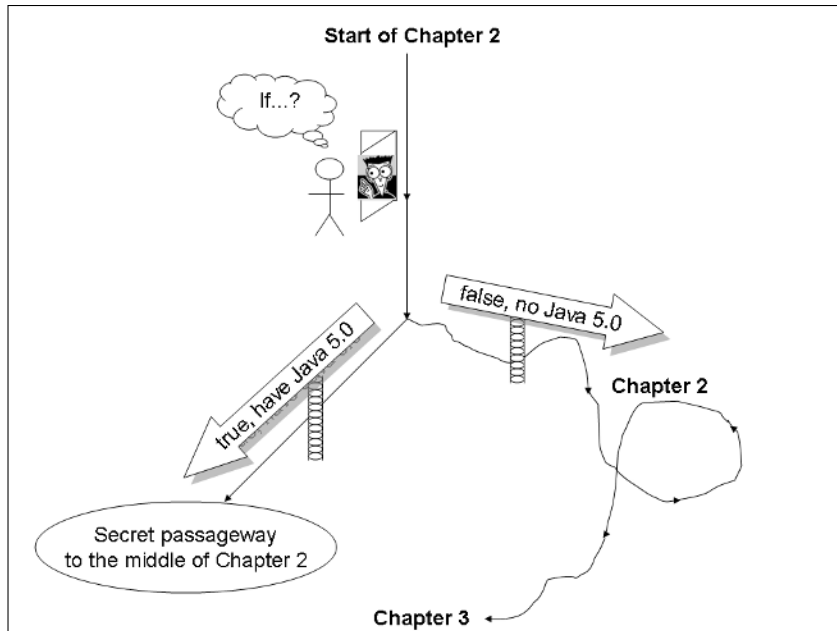 Start of Chapter 2
If...?
false, no Java 5.0
true, have Java 5.0
Chapter 2
Secret passageway
to the middle of Chapter 2
Chapter 3